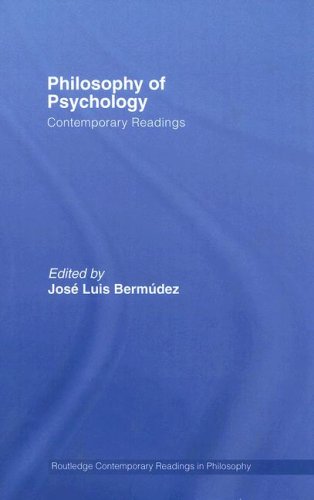 Philosophy of
Psychology
Contemporary Readings
Edited by
José Luis Bermúdez
Routledge Contemporary Readings in Philosophy